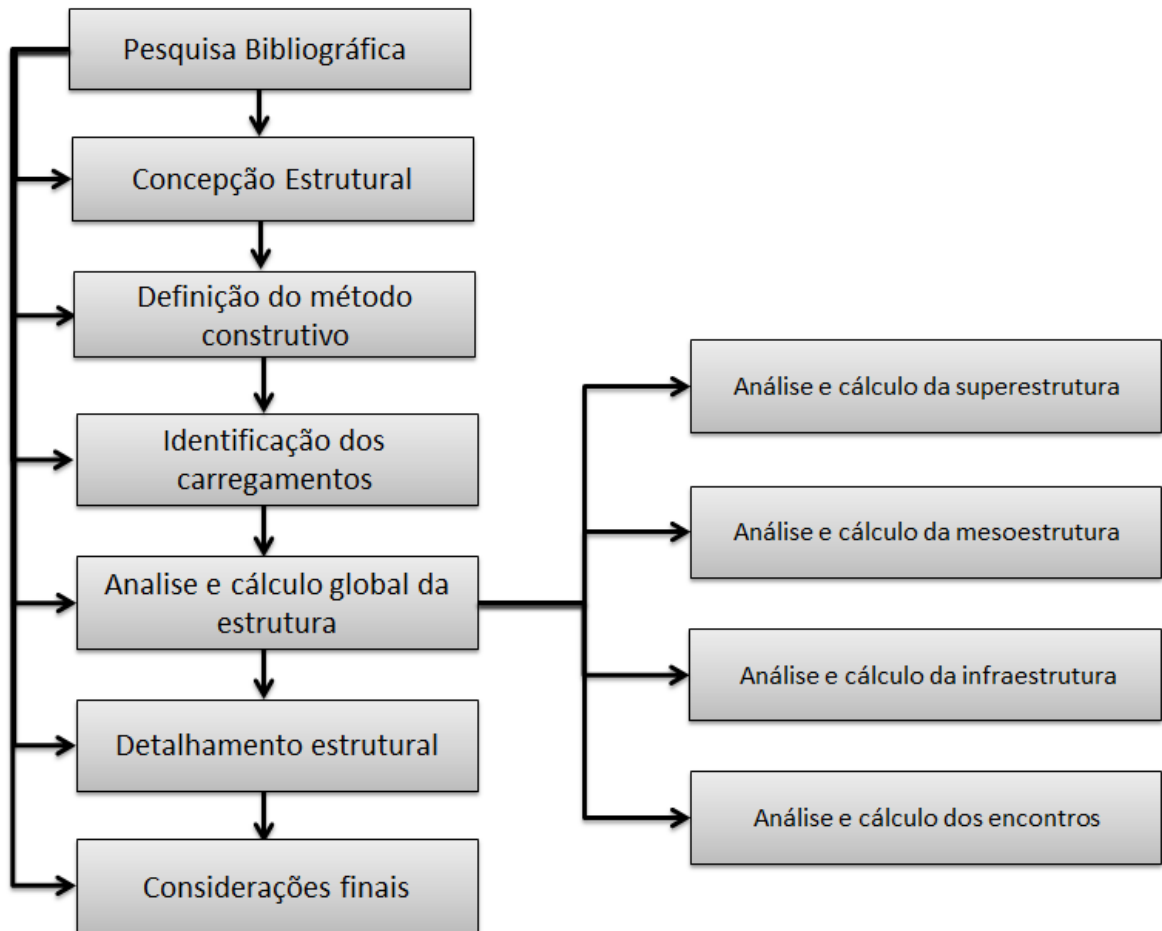 Pesquisa Bibliográfica
Concepção Estrutural
Definição do método
construtivo
Identificação dos
carregamentos
Analise e cálculo global da
estrutura
Detalhamento estrutural
Considerações finais
Análise e cálculo da superestrutura
Análise e cálculo da mesoestrutura
Análise e cálculo da infraestrutura
Análise e cálculo dos encontros